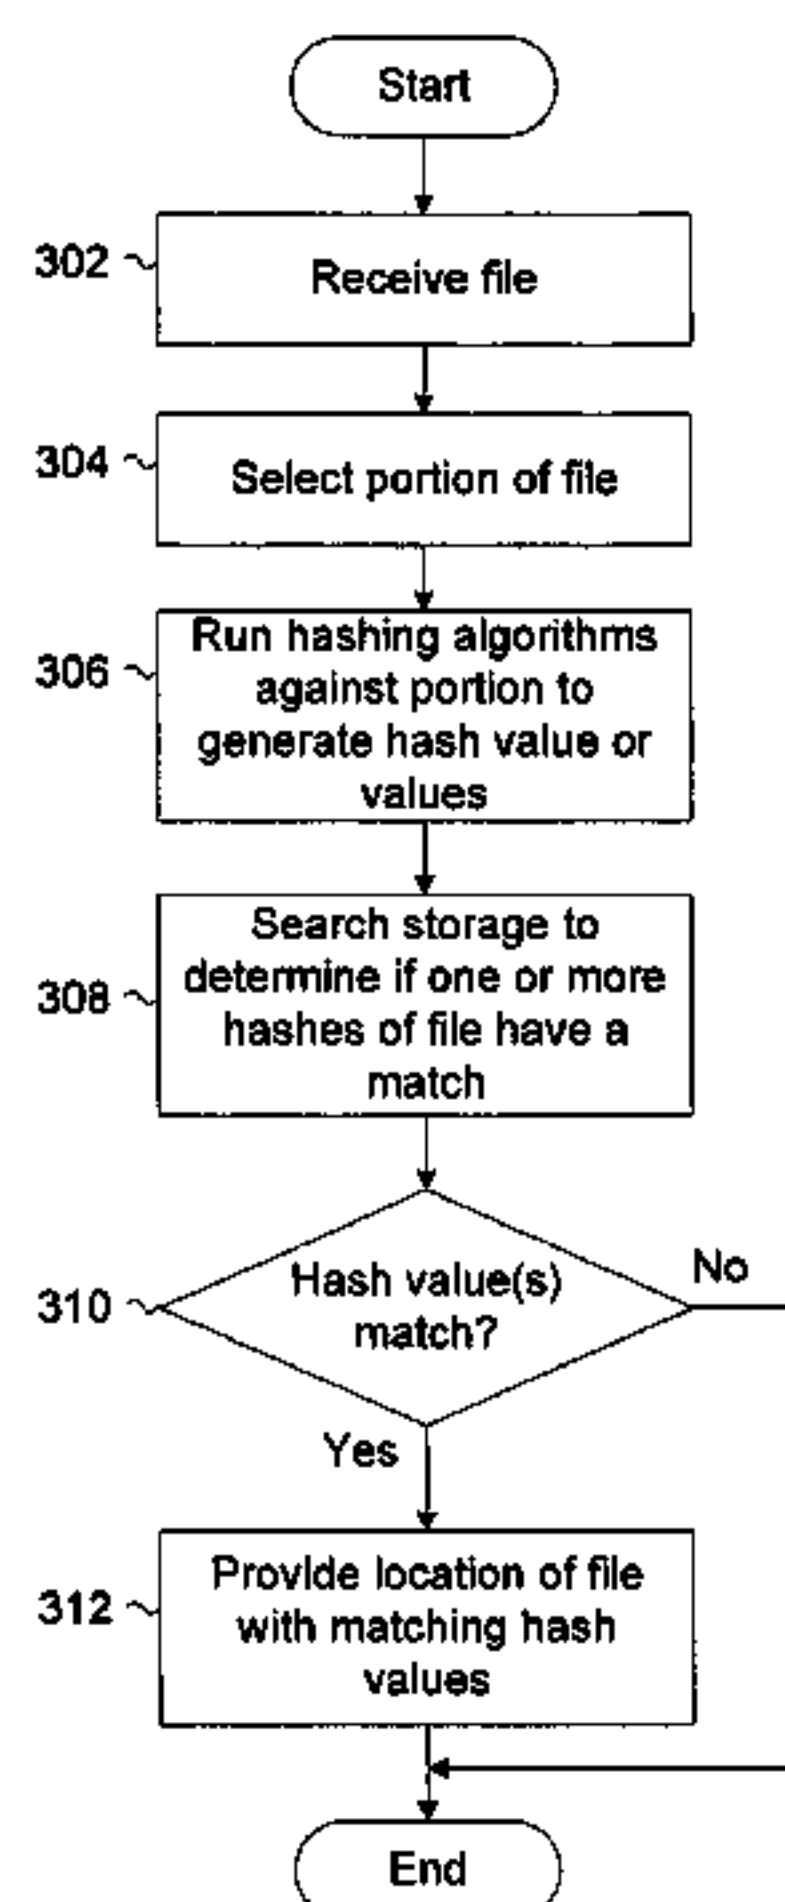 Start
302
Receive file
304
Select portion of file
306
Run hashing algorithms
against portion to
generate hash value or
values
308
Search storage to
determine if one or more
hashes of file have a
match
310
Hash value(s)
match?
No
Yes
312
Provide location of file
with matching hash
values
End